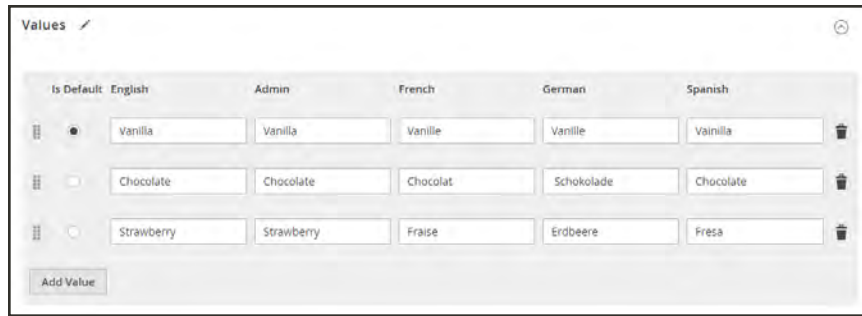 Values
Is Default English Admin French German Spanish
Vanilla Vanilla Vanille Vanille Vainilla
Chocolate Chocolate Chocolat Schokolade Chocolate
Strawberry Strawberry Fraise Erdbeere Fresa
Add Value